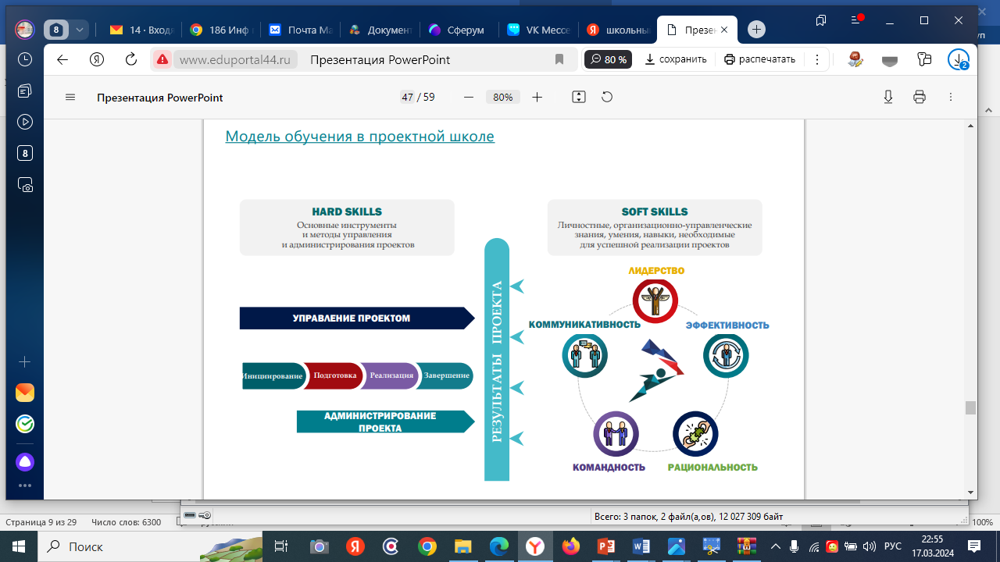 8
14 · Входя
186 Инф
Почта Ма
Документ
Сферум
VK Мессе
школьный
Презен
www.eduportal44.ru
Презентация PowerPoint
80 %
сохранить
распечатать
2
8
Презентация PowerPoint
47 / 59
80%
Модель обучения в проектной школе
HARD SKILLS
Основные инструменты
и методы управления
и администрирования проектов
SOFT SKILLS
Личностные, организационно-управленческие
знания, умения, навыки, необходимые
для успешной реализации проектов
УПРАВЛЕНИЕ ПРОЕКТОМ
Инициирование
Подготовка
Реализация
Завершение
АДМИНИСТРИРОВАНИЕ
ПРОЕКТА
РЕЗУЛЬТАТЫ ПРОЕКТА
ЛИДЕРСТВО
КОММУНИКАТИВНОСТЬ
ЭФФЕКТИВНОСТЬ
КОМАНДНОСТЬ
РАЦИОНАЛЬНОСТЬ
Всего: 3 папок, 2 файл(а,ов), 12 027 309 байт
Страница 9 из 29
Число слов: 6300
100%
Поиск
РУС
22:55
17.03.2024